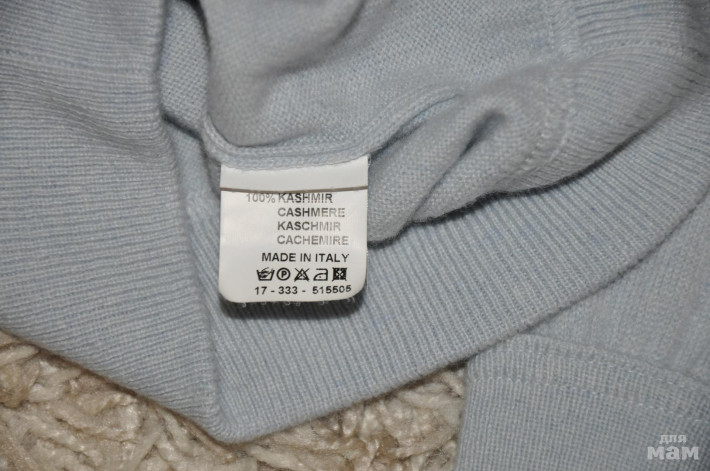 100% KASHMIR
CASHMERE
KASCHMIR
CACHEMIRE
MADE IN ITALY
17 - 333 - 515505
для
мам